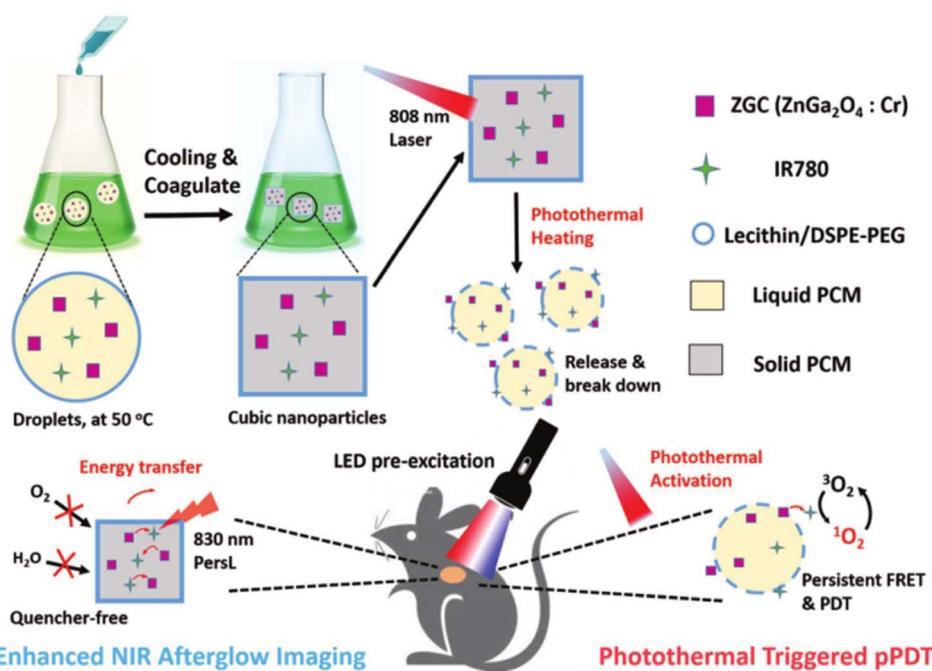 Cooling &
Coagulate
808 nm
Laser
ZGC (ZnGa₂O₄ : Cr)
IR780
Lecithin/DSPE-PEG
Liquid PCM
Solid PCM
Photothermal
Heating
Release &
break down
Droplets, at 50 °C
Cubic nanoparticles
Energy transfer
O₂
H₂O
830 nm
PersL
Quencher-free
LED pre-excitation
Photothermal
Activation
³O₂
¹O₂
Persistent FRET
& PDT
Enhanced NIR Afterglow Imaging
Photothermal Triggered pPDT